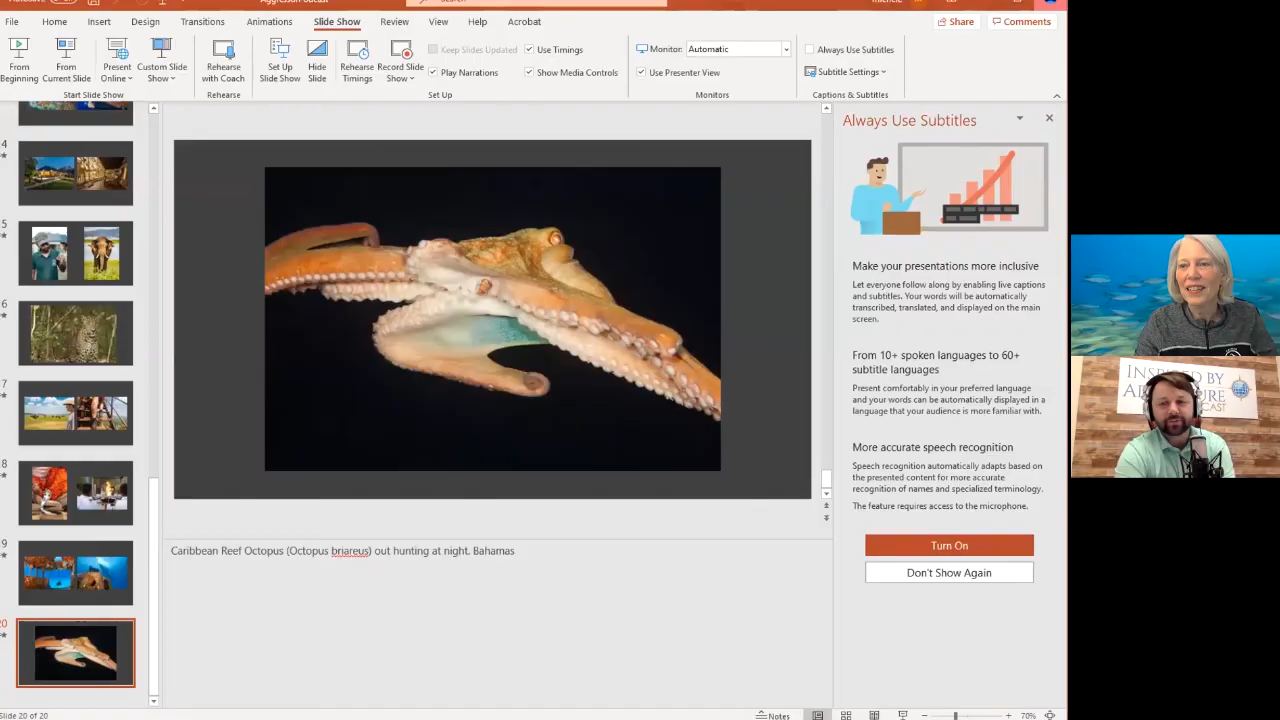 File Home Insert Design Transitions Animations Slide Show Review View Help Acrobat
Share Comments
From Beginning
From Current Slide
Present Online
Custom Slide Show
Rehearse with Coach
Set Up Slide Show
Hide Slide
Rehearse Timings
Record Slide Show
Keep Slides Updated
Use Timings
Play Narrations
Show Media Controls
Monitor: Automatic
Use Presenter View
Always Use Subtitles
Subtitle Settings
Start Slide Show
Rehearse
Set Up
Monitors
Captions & Subtitles
4
5
6
7
8
9
20
Caribbean Reef Octopus (Octopus briareus) out hunting at night. Bahamas
Always Use Subtitles
Make your presentations more inclusive
Let everyone follow along by enabling live captions
and subtitles. Your words will be automatically
transcribed, translated, and displayed on the main
screen.
From 10+ spoken languages to 60+
subtitle languages
Present comfortably in your preferred language
and your words can be automatically displayed in a
language that your audience is more familiar with.
More accurate speech recognition
Speech recognition automatically adapts based on
the presented content for more accurate
recognition of names and specialized terminology.
The feature requires access to the microphone.
Turn On
Don't Show Again
INSPIRED BY
Slide 20 of 20
Notes
70%